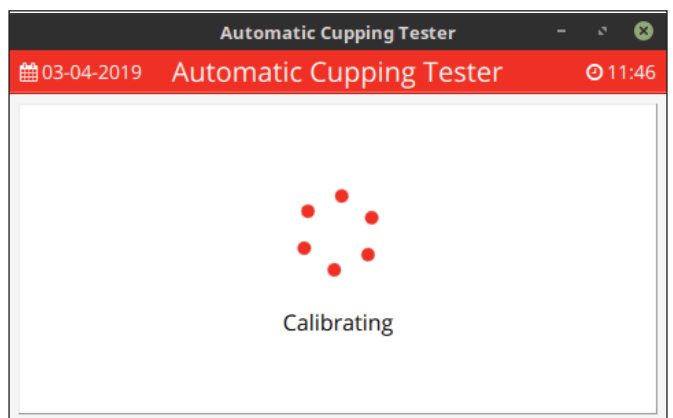 Automatic Cupping Tester
03-04-2019 Automatic Cupping Tester 11:46
Calibrating